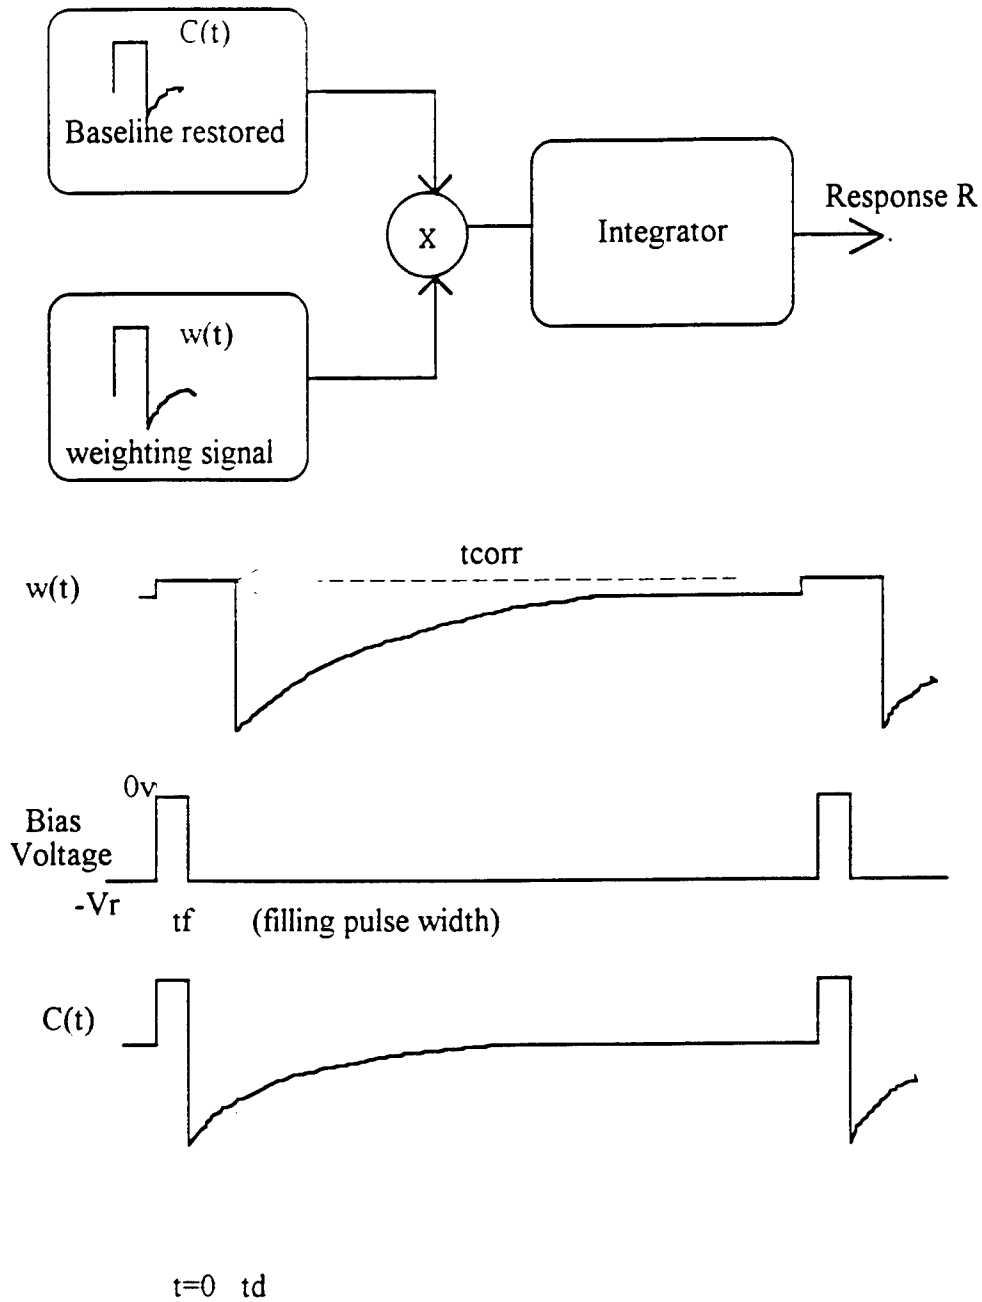 C(t)
Baseline restored
X
Integrator
Response R
w(t)
weighting signal
tcorr
w(t)
0v
Bias
Voltage
-Vr
tf (filling pulse width)
C(t)
t=0 td